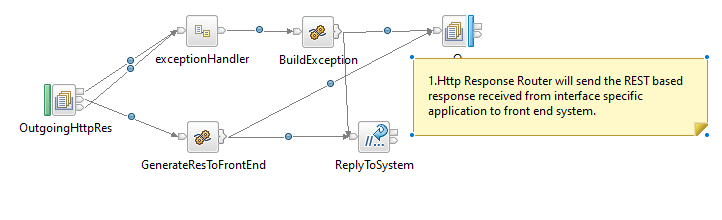 exceptionHandler
BuildException
1.Http Response Router will send the REST based
response received from interface specific
application to front end system.
OutgoingHttpRes
GenerateResToFrontEnd
ReplyToSystem